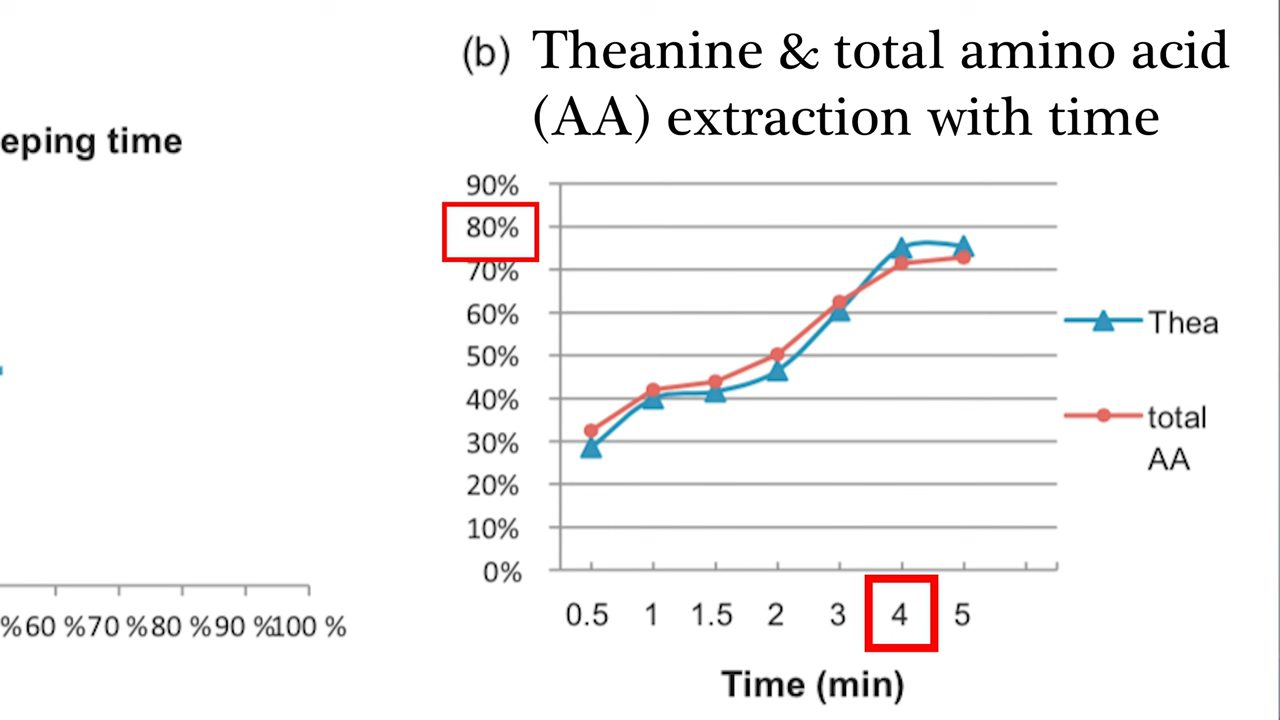 (b) Theanine & total amino acid
(AA) extraction with time
eping time
90%
80%
70%
60%
50%
40%
30%
20%
10%
0%
Thea
total
AA
0.5 1 1.5 2 3 4 5
Time (min)
% 60 % 70 % 80 % 90 % 100 %